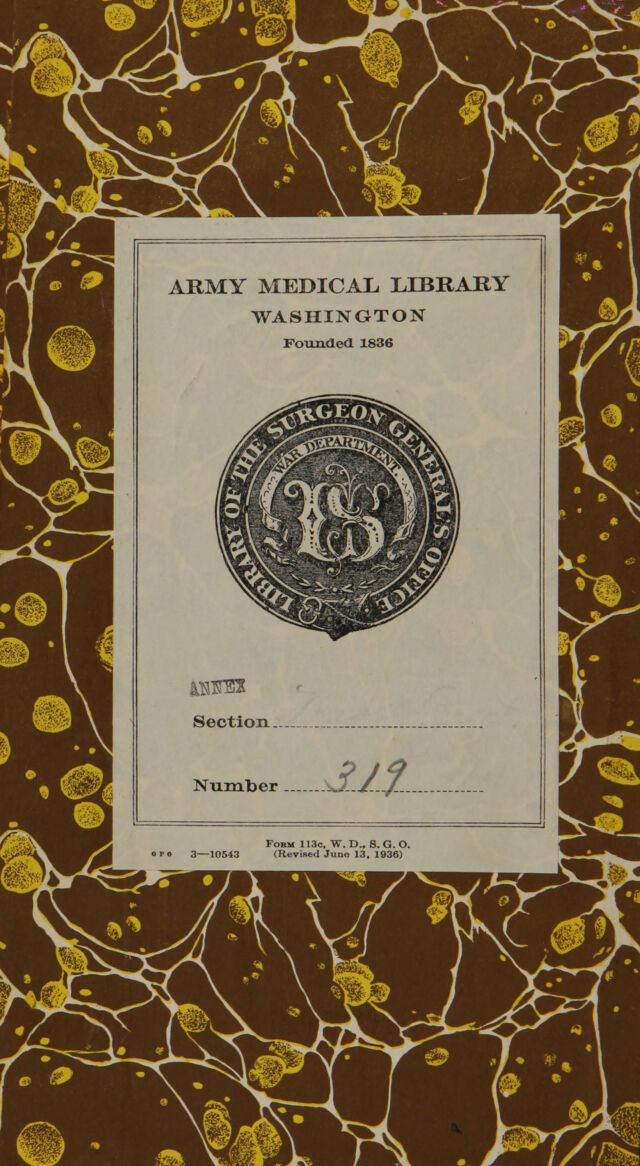 ARMY MEDICAL LIBRARY
WASHINGTON
Founded 1836
LIBRARY OF THE SURGEON GENERAL'S OFFICE
WAR DEPARTMENT
US
ANNEX
Section
Number 319
FORM 113c, W. D., S. G. O.
GPO 3—10543 (Revised June 13, 1936)